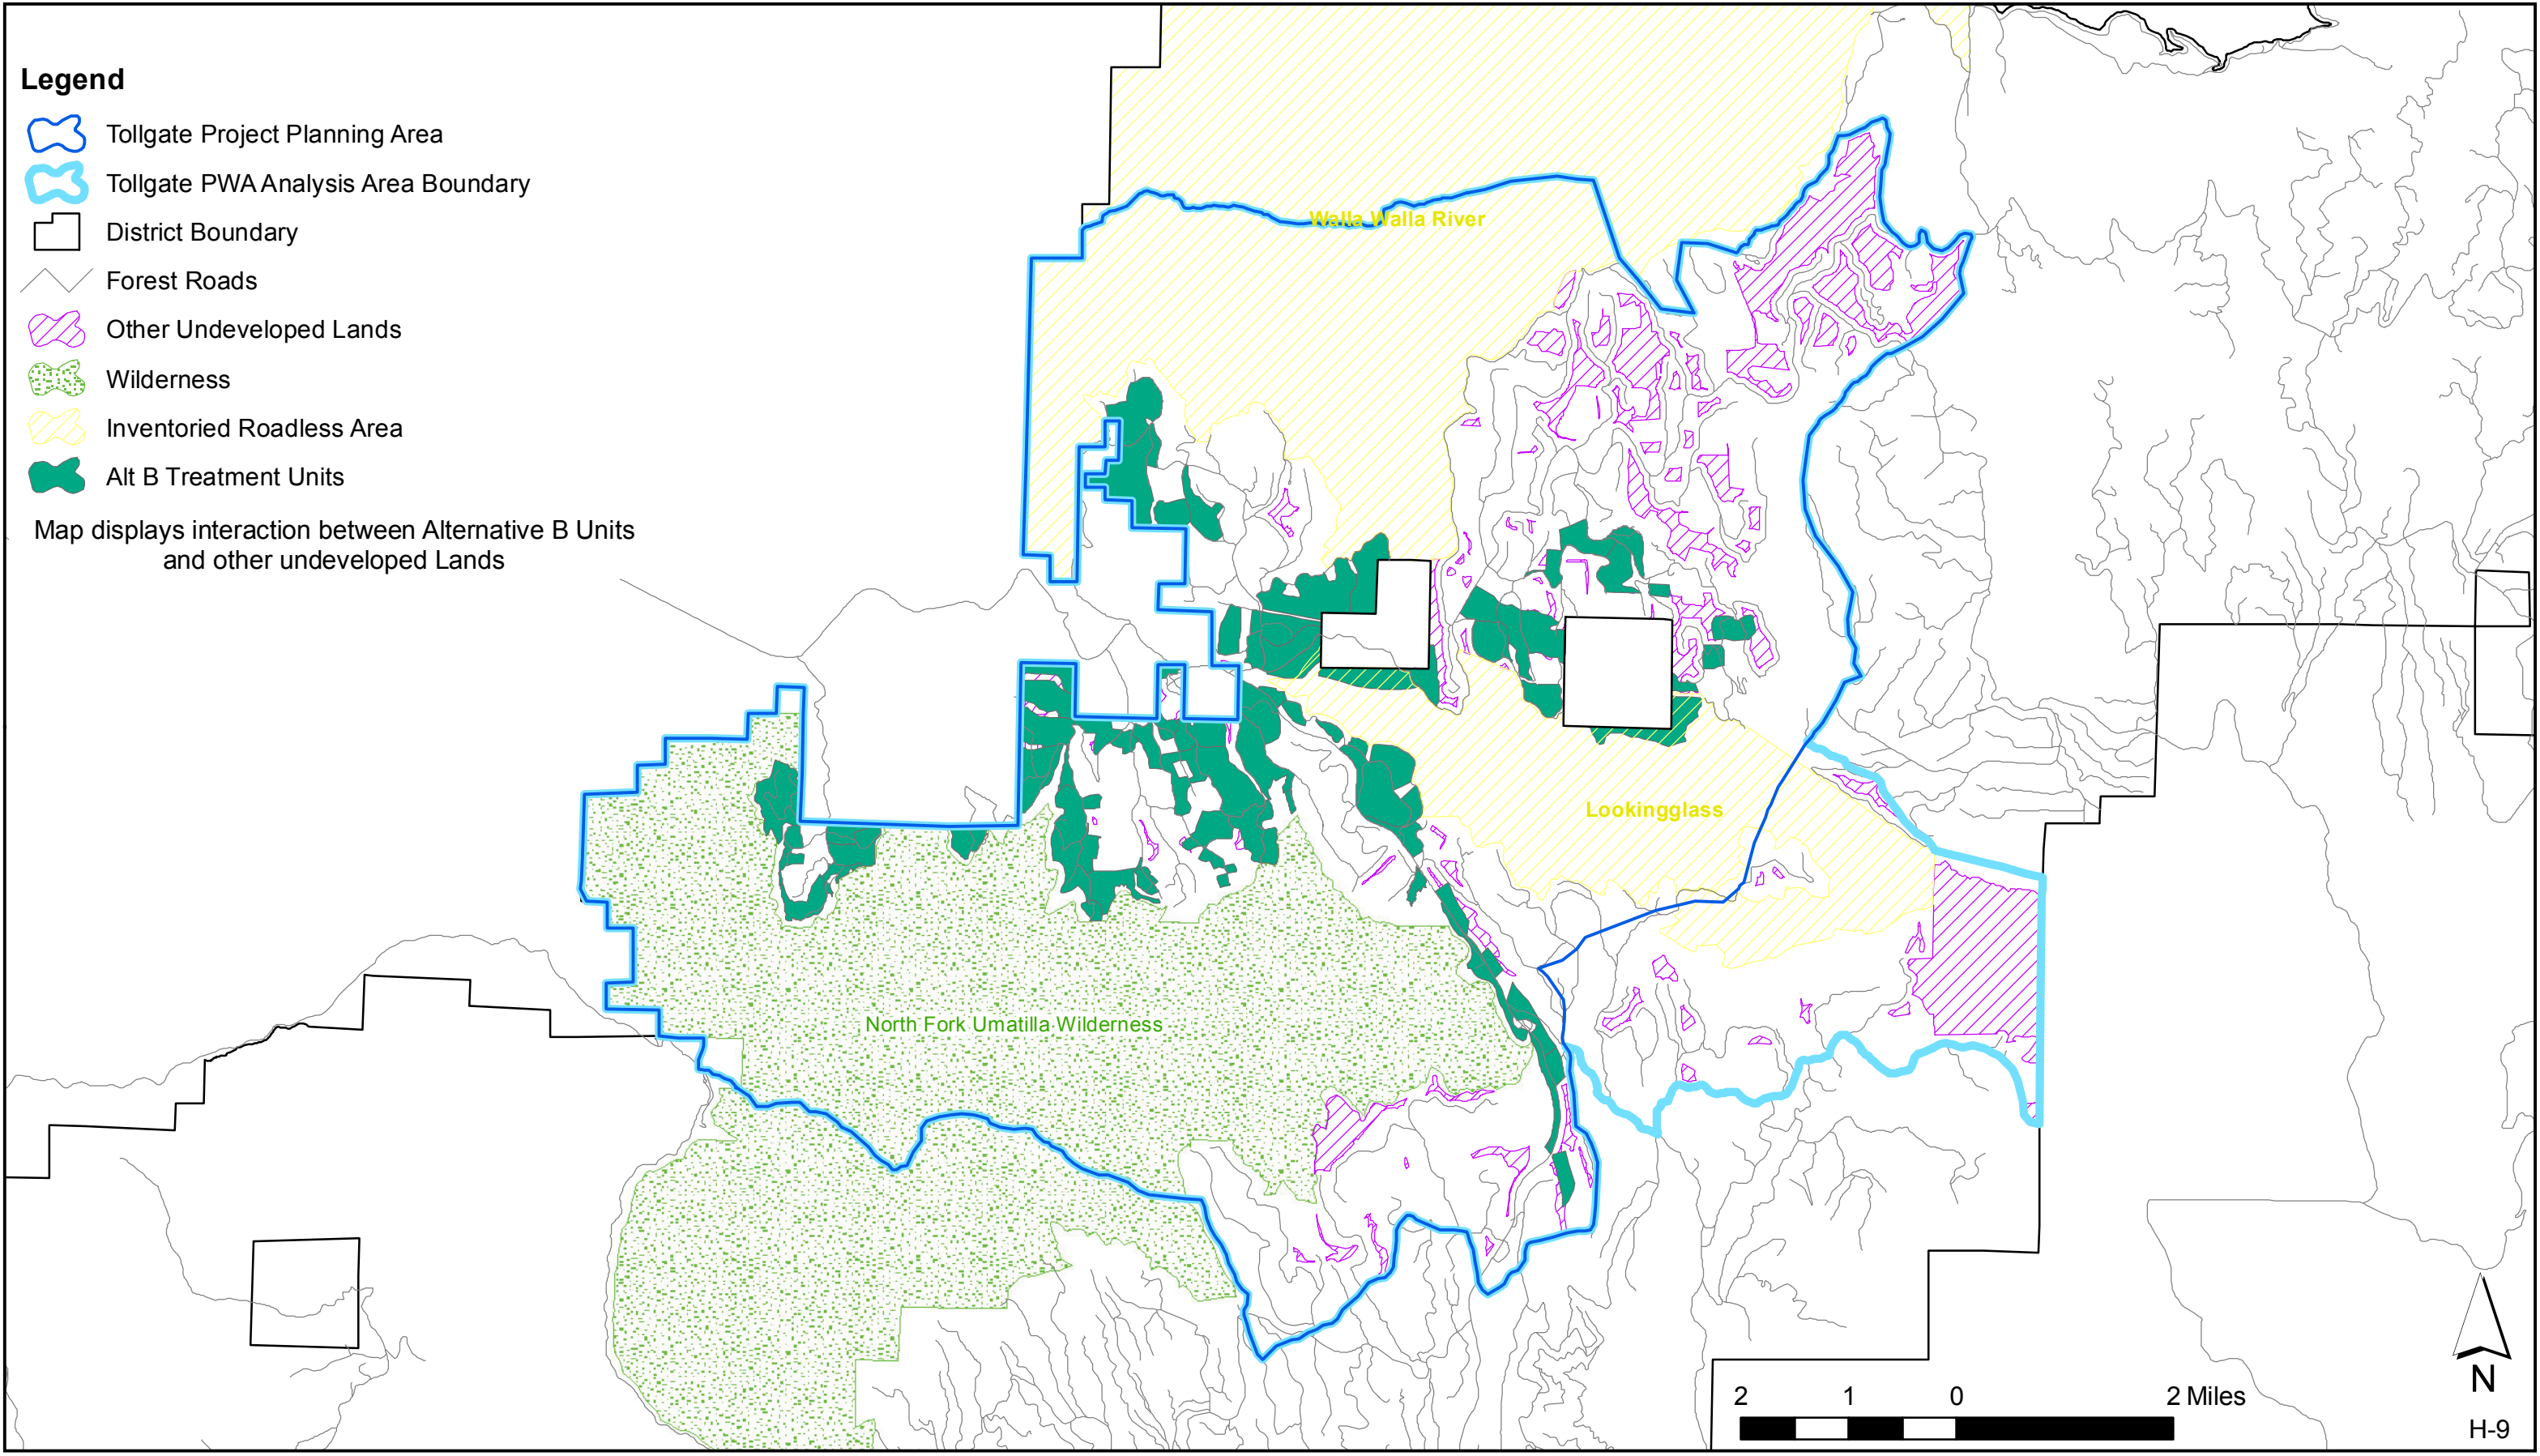 Legend
Tollgate Project Planning Area
Tollgate PWA Analysis Area Boundary
District Boundary
Forest Roads
Other Undeveloped Lands
Wilderness
Inventoried Roadless Area
Alt B Treatment Units
Map displays interaction between Alternative B Units
and other undeveloped Lands
Walla Walla River
Lookingglass
North Fork Umatilla Wilderness
2 1 0 2 Miles
N
H-9